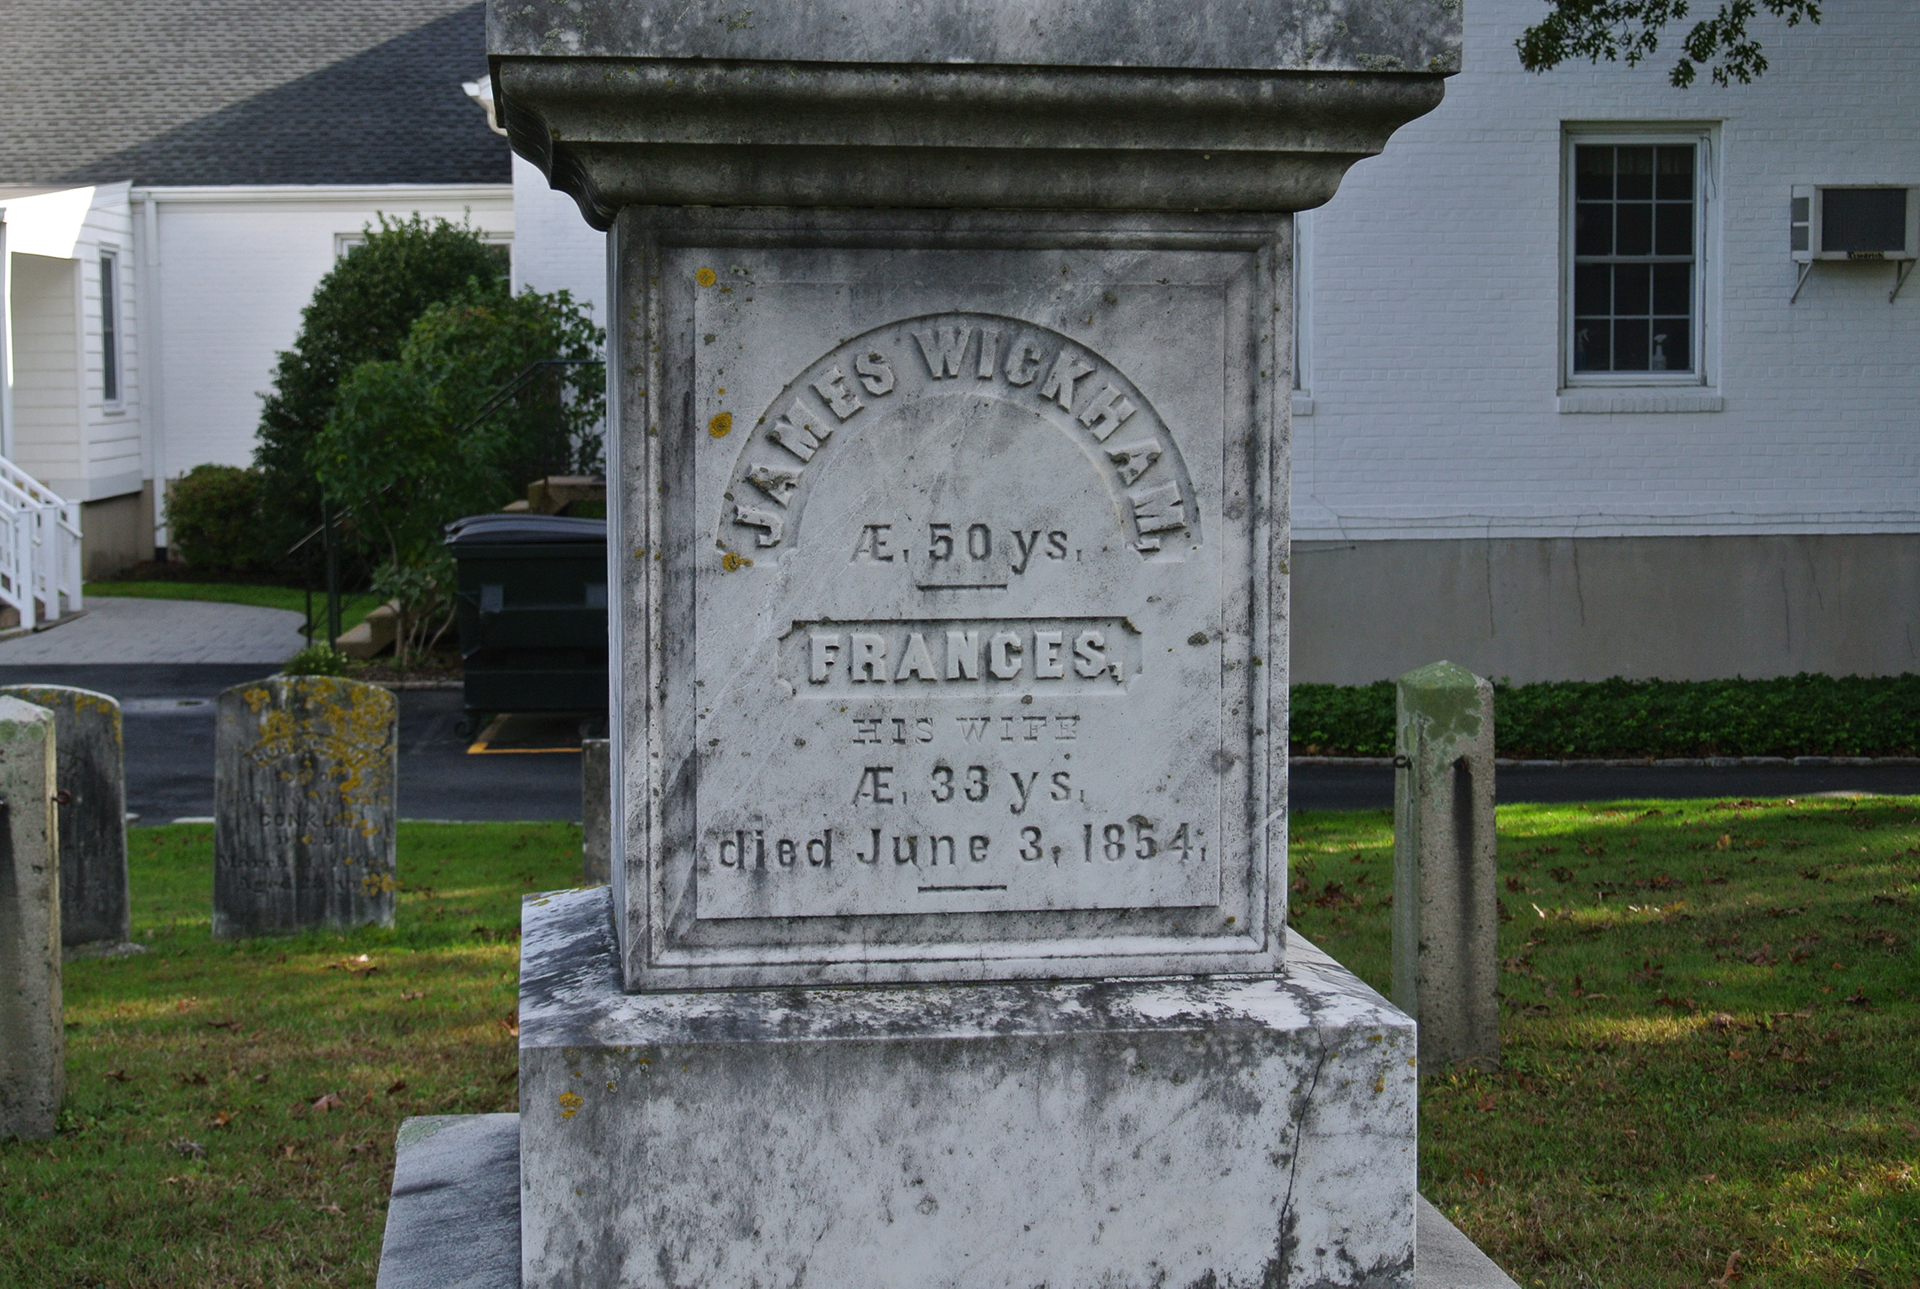 JAMES WICKHAM.
Æ. 50 ys.
FRANCES,
HIS WIFE
Æ. 33 ys.
died June 3, 1854;